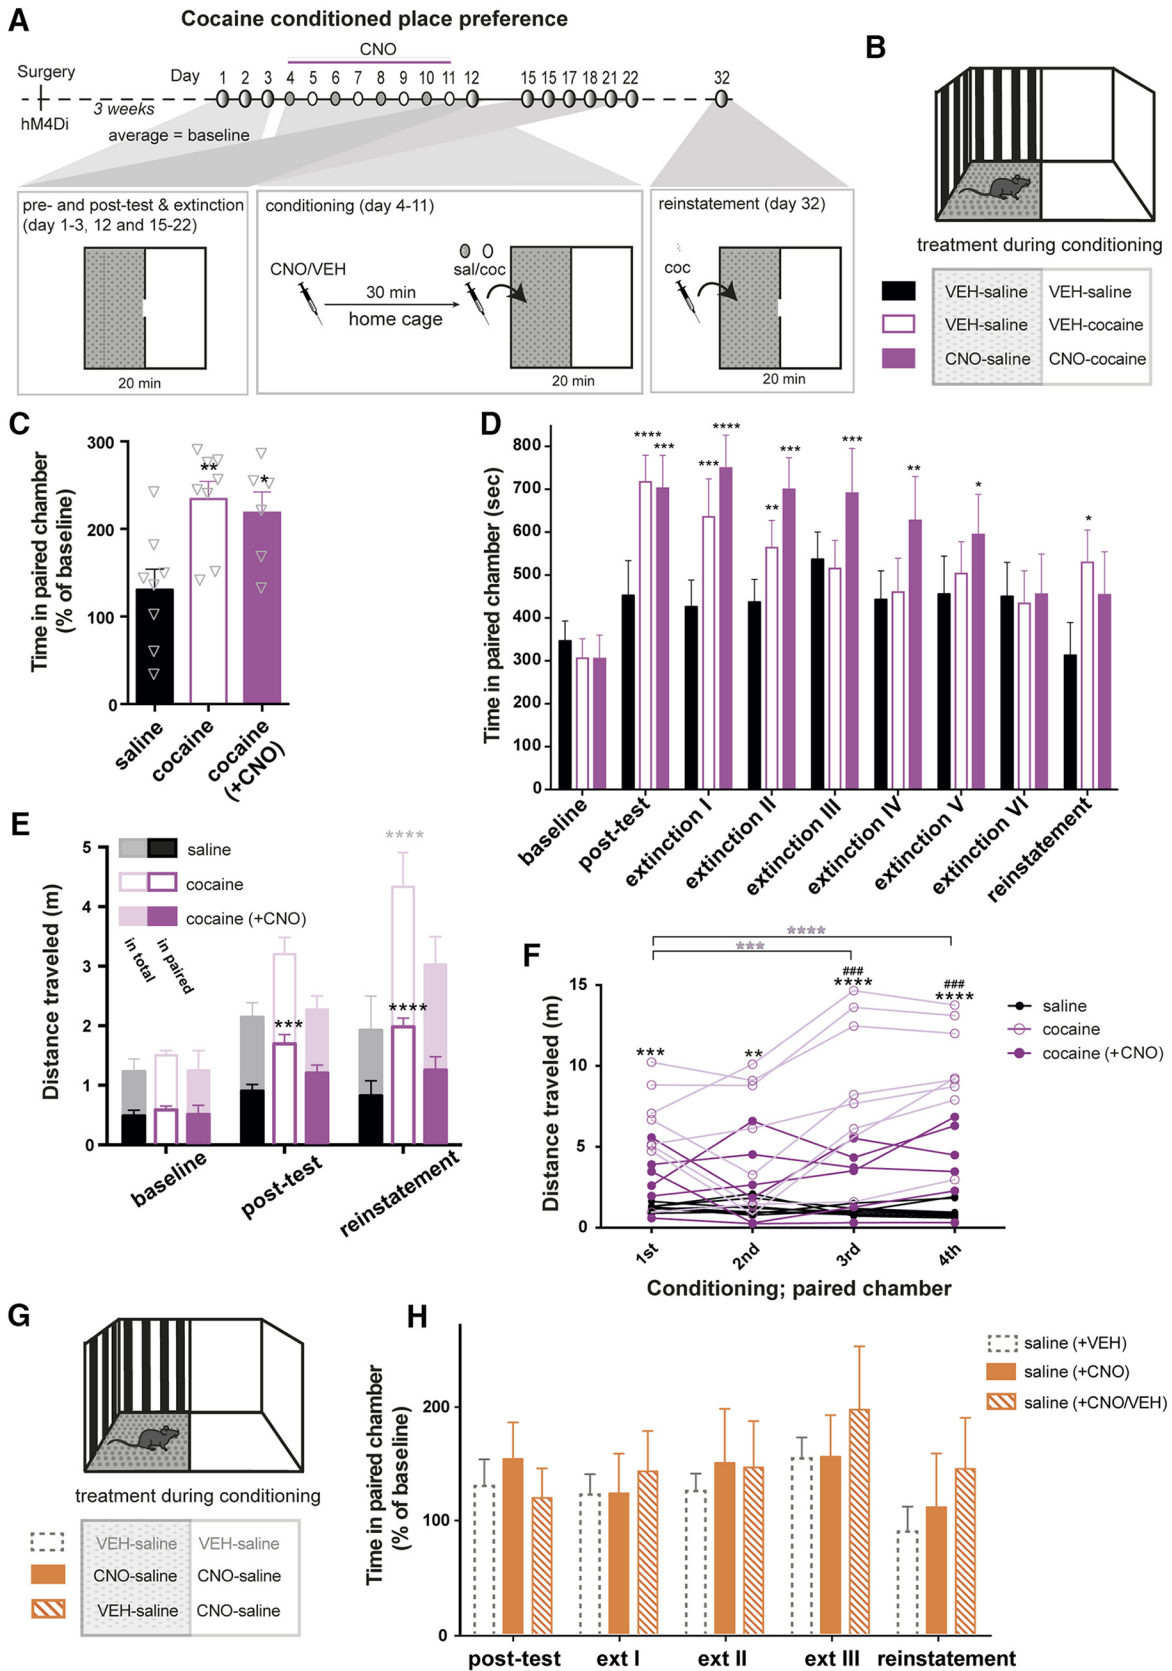 A
Cocaine conditioned place preference
CNO
Surgery
Day 1 2 3 4 5 6 7 8 9 10 11 12 15 15 17 18 21 22 32
hM4Di
3 weeks
average = baseline
pre- and post-test & extinction
(day 1-3, 12 and 15-22)
20 min
conditioning (day 4-11)
CNO/VEH
30 min
home cage
sal/coc
20 min
reinstatement (day 32)
coc
20 min
B
treatment during conditioning
VEH-saline VEH-saline
VEH-saline VEH-cocaine
CNO-saline CNO-cocaine
C
Time in paired chamber
(% of baseline)
300
200
100
0
**
*
saline
cocaine
cocaine
(+CNO)
D
Time in paired chamber (sec)
800
700
600
500
400
300
200
100
0
**** *** *** **** ** *** *** ** * *
baseline
post-test
extinction I
extinction II
extinction III
extinction IV
extinction V
extinction VI
reinstatement
E
Distance traveled (m)
5
4
3
2
1
0
saline
cocaine
cocaine (+CNO)
in total
in paired
****
***
****
baseline
post-test
reinstatement
F
****
***
Distance traveled (m)
15
10
5
0
***
**
###
****
###
****
saline
cocaine
cocaine (+CNO)
1st
2nd
3rd
4th
Conditioning; paired chamber
G
treatment during conditioning
VEH-saline VEH-saline
CNO-saline CNO-saline
VEH-saline CNO-saline
H
Time in paired chamber
(% of baseline)
200
100
0
saline (+VEH)
saline (+CNO)
saline (+CNO/VEH)
post-test
ext I
ext II
ext III
reinstatement